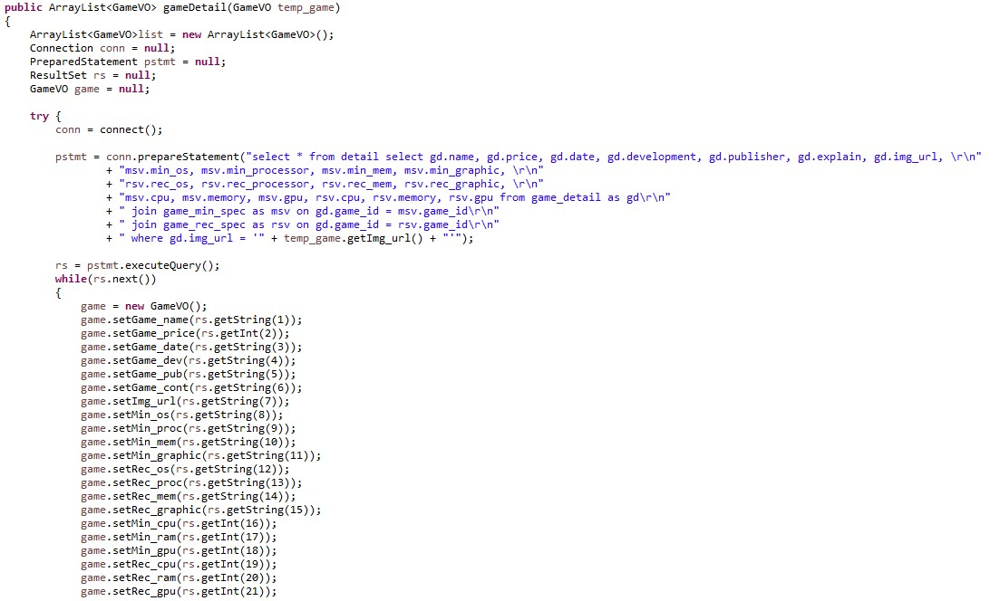 public ArrayList<GameVO> gameDetail(GameVO temp_game)
{
    ArrayList<GameVO>list = new ArrayList<GameVO>();
    Connection conn = null;
    PreparedStatement pstmt = null;
    ResultSet rs = null;
    GameVO game = null;

    try {
        conn = connect();

        pstmt = conn.prepareStatement("select * from detail select gd.name, gd.price, gd.date, gd.development, gd.publisher, gd.explain, gd.img_url, \r\n"
                + "msv.min_os, msv.min_processor, msv.min_mem, msv.min_graphic, \r\n"
                + "rsv.rec_os, rsv.rec_processor, rsv.rec_mem, rsv.rec_graphic, \r\n"
                + "msv.cpu, msv.memory, msv.gpu, rsv.cpu, rsv.memory, rsv.gpu from game_detail as gd\r\n"
                + " join game_min_spec as msv on gd.game_id = msv.game_id\r\n"
                + " join game_rec_spec as rsv on gd.game_id = rsv.game_id\r\n"
                + " where gd.img_url = '" + temp_game.getImg_url() + "'");

        rs = pstmt.executeQuery();
        while(rs.next())
        {
            game = new GameVO();
            game.setGame_name(rs.getString(1));
            game.setGame_price(rs.getInt(2));
            game.setGame_date(rs.getString(3));
            game.setGame_dev(rs.getString(4));
            game.setGame_pub(rs.getString(5));
            game.setGame_cont(rs.getString(6));
            game.setImg_url(rs.getString(7));
            game.setMin_os(rs.getString(8));
            game.setMin_proc(rs.getString(9));
            game.setMin_mem(rs.getString(10));
            game.setMin_graphic(rs.getString(11));
            game.setRec_os(rs.getString(12));
            game.setRec_proc(rs.getString(13));
            game.setRec_mem(rs.getString(14));
            game.setRec_graphic(rs.getString(15));
            game.setMin_cpu(rs.getInt(16));
            game.setMin_ram(rs.getInt(17));
            game.setMin_gpu(rs.getInt(18));
            game.setRec_cpu(rs.getInt(19));
            game.setRec_ram(rs.getInt(20));
            game.setRec_gpu(rs.getInt(21));